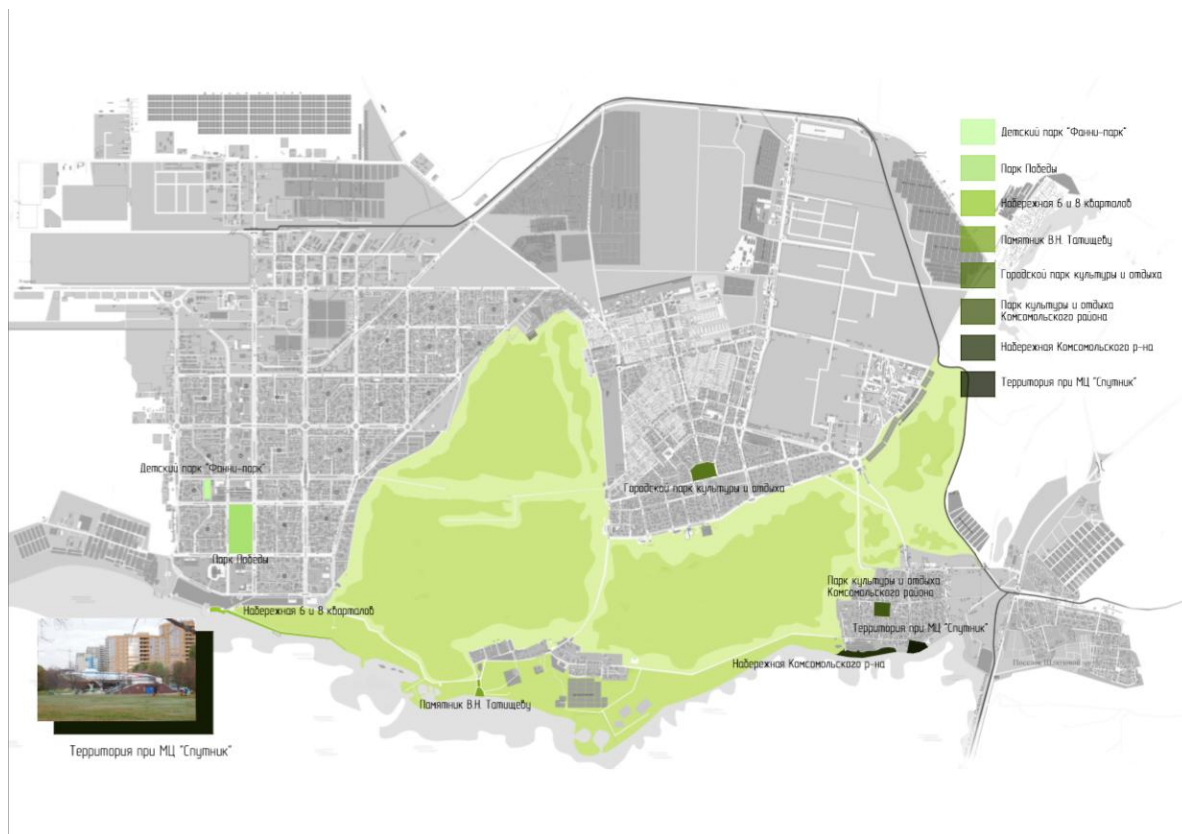 Детский парк "Фанни-парк"
Парк Победы
Набережная 6 и 8 кварталов
Памятник В.Н. Татищеву
Городской парк культуры и отдыха
Парк культуры и отдыха
Комсомольского района
Набережная Комсомольского р-на
Территория при МЦ "Спутник"
Детский парк "Фанни-парк"
Городской парк культуры и отдыха
Парк Победы
Парк культуры и отдыха
Комсомольского района
Набережная 6 и 8 кварталов
Территория при МЦ "Спутник"
Набережная Комсомольского р-на
Памятник В.Н. Татищеву
Территория при МЦ "Спутник"